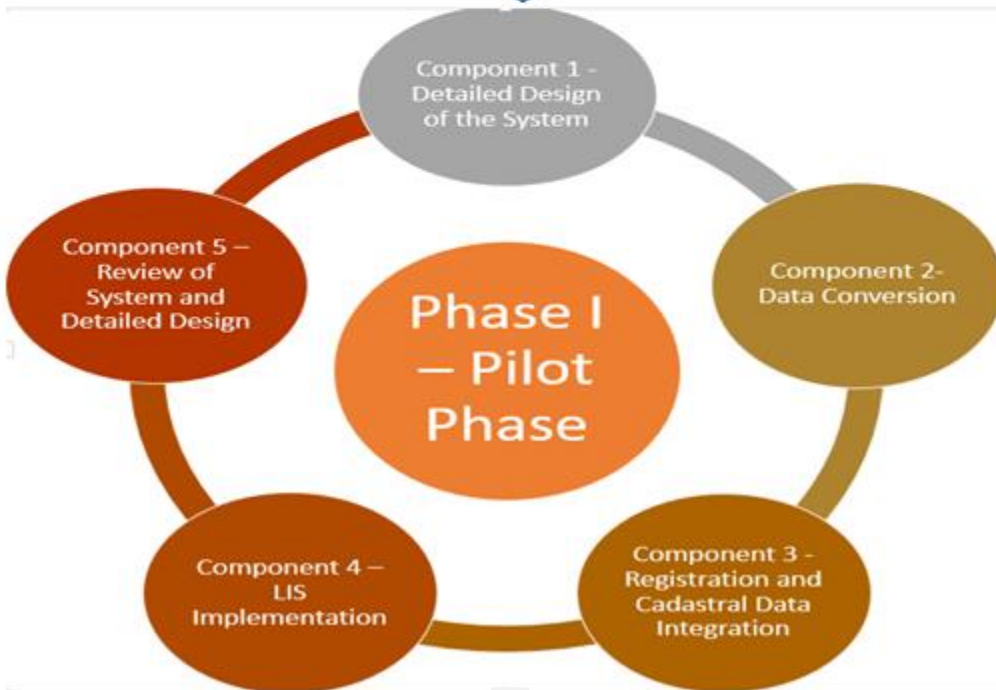 Component 1 -
Detailed Design
of the System
Component 2-
Data Conversion
Component 3 -
Registration and
Cadastral Data
Integration
Component 4 –
LIS
Implementation
Component 5 –
Review of
System and
Detailed Design
Phase I
– Pilot
Phase